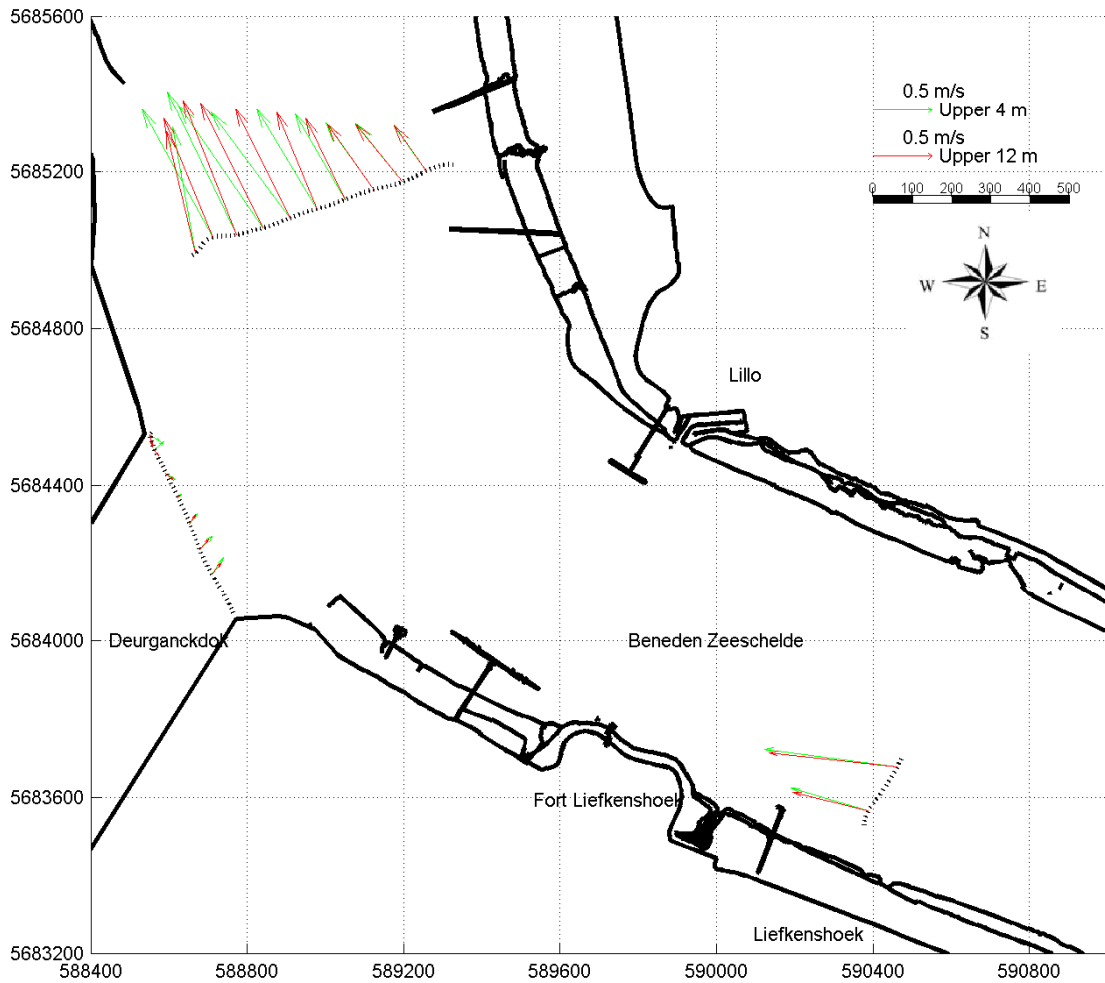 5685600
5685200
5684800
5684400
5684000
5683600
5683200
588400
588800
589200
589600
590000
590400
590800
0.5 m/s
Upper 4 m
0.5 m/s
Upper 12 m
0 100 200 300 400 500
N
W E
S
Lillo
Deurganckdok
Beneden Zeeschelde
Fort Liefkenshoek
Liefkenshoek